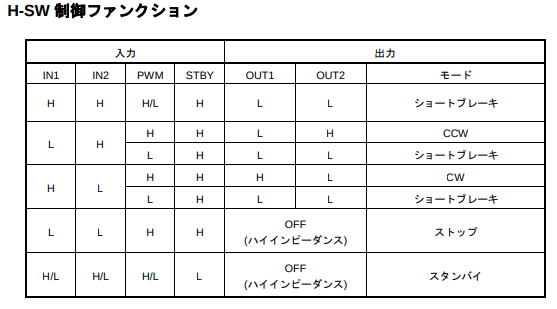 H-SW 制御ファンクション
入力 出力
IN1 IN2 PWM STBY OUT1 OUT2 モード
H H H/L H L L ショートブレーキ
L H H H L H CCW
L H L L ショートブレーキ
H L H H H L CW
L H L L ショートブレーキ
L L H H OFF
(ハイインピーダンス) ストップ
H/L H/L H/L L OFF
(ハイインピーダンス) スタンバイ